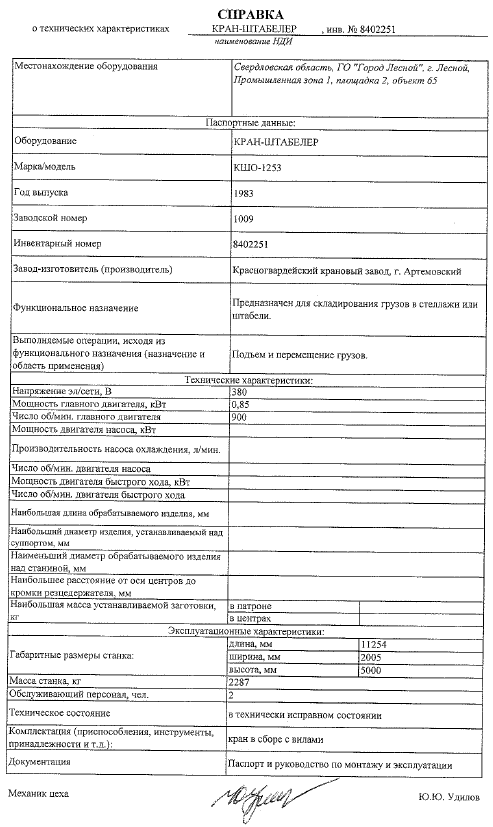 СПРАВКА
о технических характеристиках КРАН-ШТАБЕЛЕР , инв. № 8402251
наименование НДИ
Местонахождение оборудования Свердловская область, ГО "Город Лесной", г. Лесной,
Промышленная зона 1, площадка 2, объект 65
Паспортные данные:
Оборудование КРАН-ШТАБЕЛЕР
Марка/модель КШО-1253
Год выпуска 1983
Заводской номер 1009
Инвентарный номер 8402251
Завод-изготовитель (производитель) Красногвардейский крановый завод, г. Артемовский
Функциональное назначение Предназначен для складирования грузов в стеллажи или
штабели.
Выполняемые операции, исходя из
функционального назначения (назначение и
область применения) Подъем и перемещение грузов.
Технические характеристики:
Напряжение эл/сети, В 380
Мощность главного двигателя, кВт 0,85
Число об/мин. главного двигателя 900
Мощность двигателя насоса, кВт
Производительность насоса охлаждения, л/мин.
Число об/мин. двигателя насоса
Мощность двигателя быстрого хода, кВт
Число об/мин. двигателя быстрого хода
Наибольшая длина обрабатываемого изделия, мм
Наибольший диаметр изделия, устанавливаемый над
суппортом, мм
Наименьший диаметр обрабатываемого изделия
над станиной, мм
Наибольшее расстояние от оси центров до
кромки резцедержателя, мм
Наибольшая масса устанавливаемой заготовки,
кг
в патроне
в центрах
Эксплуатационные характеристики:
Габаритные размеры станка:
длина, мм 11254
ширина, мм 2005
высота, мм 5000
Масса станка, кг 2287
Обслуживающий персонал, чел. 2
Техническое состояние в технически исправном состоянии
Комплектация (приспособления, инструменты,
принадлежности и т.д.): кран в сборе с вилами
Документация Паспорт и руководство по монтажу и эксплуатации
Механик цеха Ю.Ю. Удилов